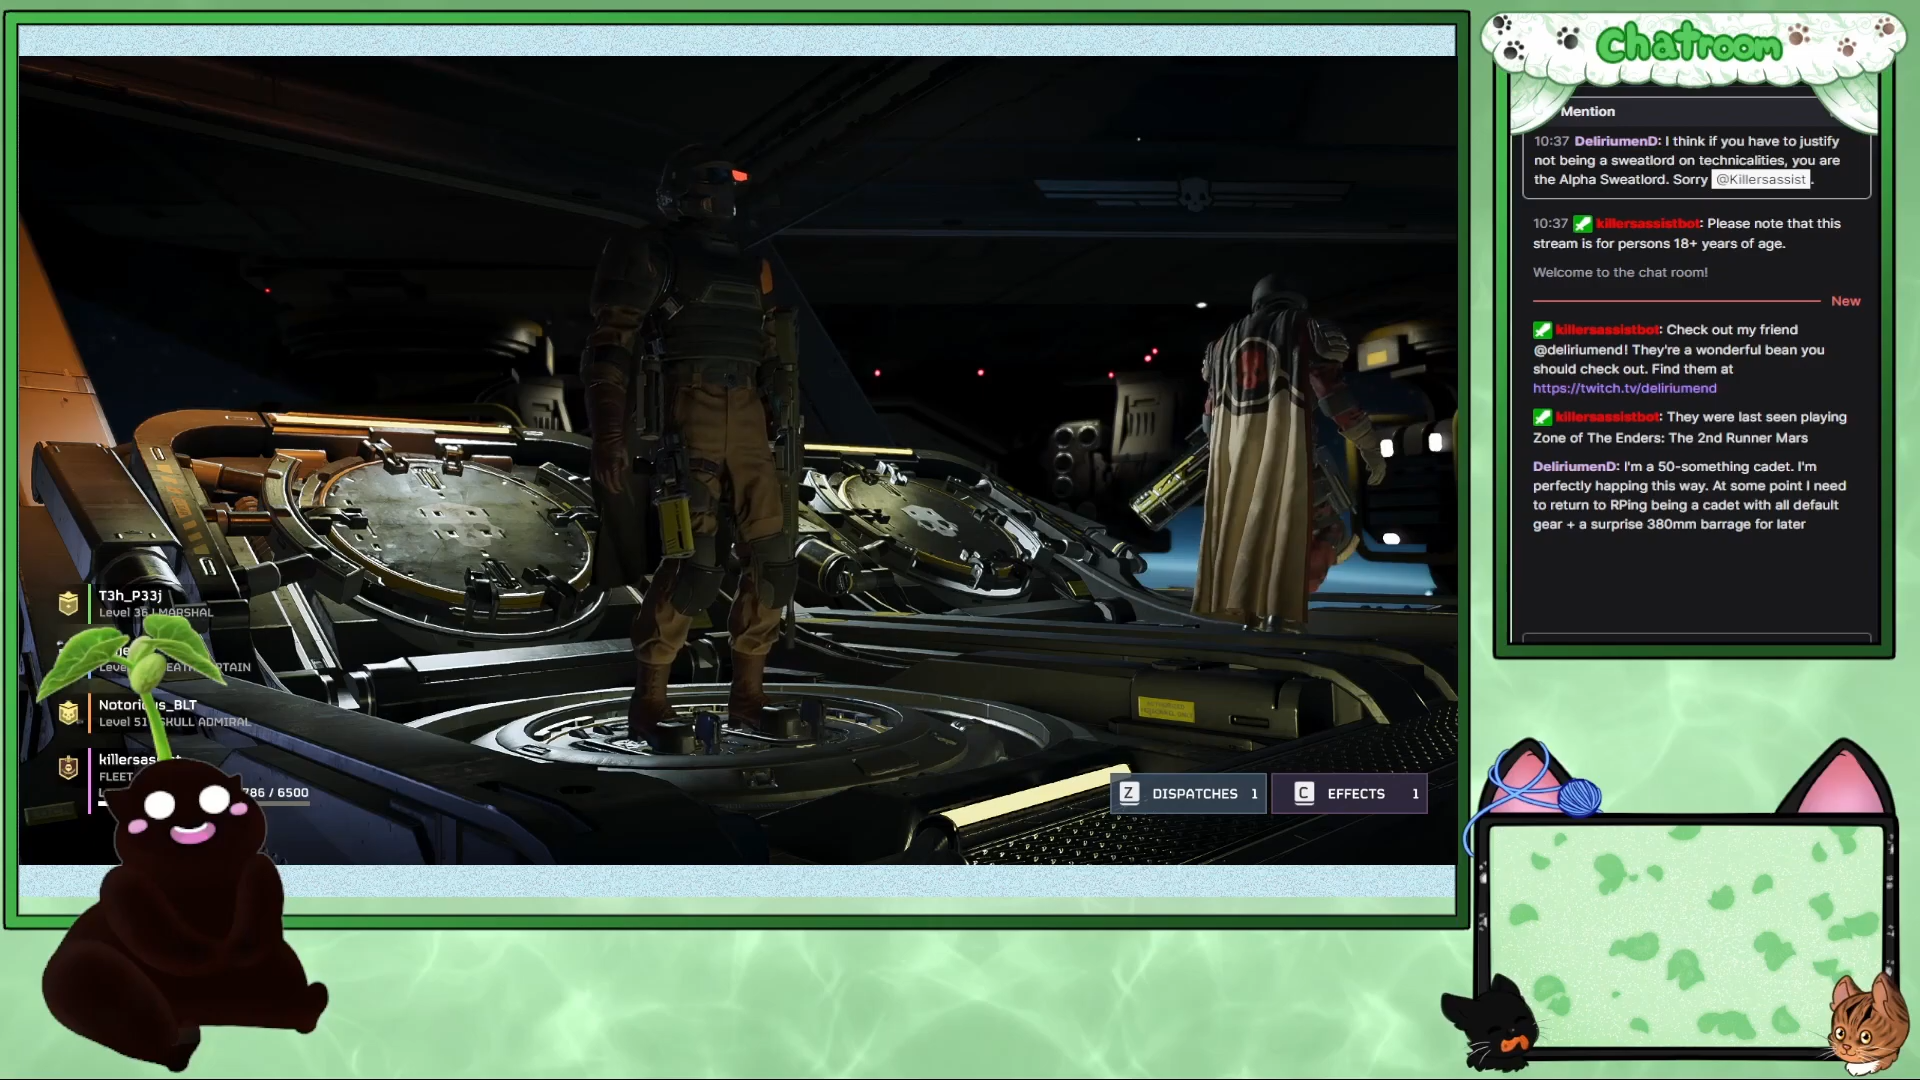 Chatroom
Mention
10:37 DeliriumenD: I think if you have to justify
not being a sweatlord on technicalities, you are
the Alpha Sweatlord. Sorry @Killersassist.
10:37 killersassistbot: Please note that this
stream is for persons 18+ years of age.
Welcome to the chat room!
New
killersassistbot: Check out my friend
@deliriumend! They're a wonderful bean you
should check out. Find them at
https://twitch.tv/deliriumend
killersassistbot: They were last seen playing
Zone of The Enders: The 2nd Runner Mars
DeliriumenD: I'm a 50-something cadet. I'm
perfectly happing this way. At some point I need
to return to RPing being a cadet with all default
gear + a surprise 380mm barrage for later
T3h_P33j
Level 36 | MARSHAL
Notorious_BLT
Level 51 SKULL ADMIRAL
FLEET
786 / 6500
Z DISPATCHES 1
C EFFECTS 1